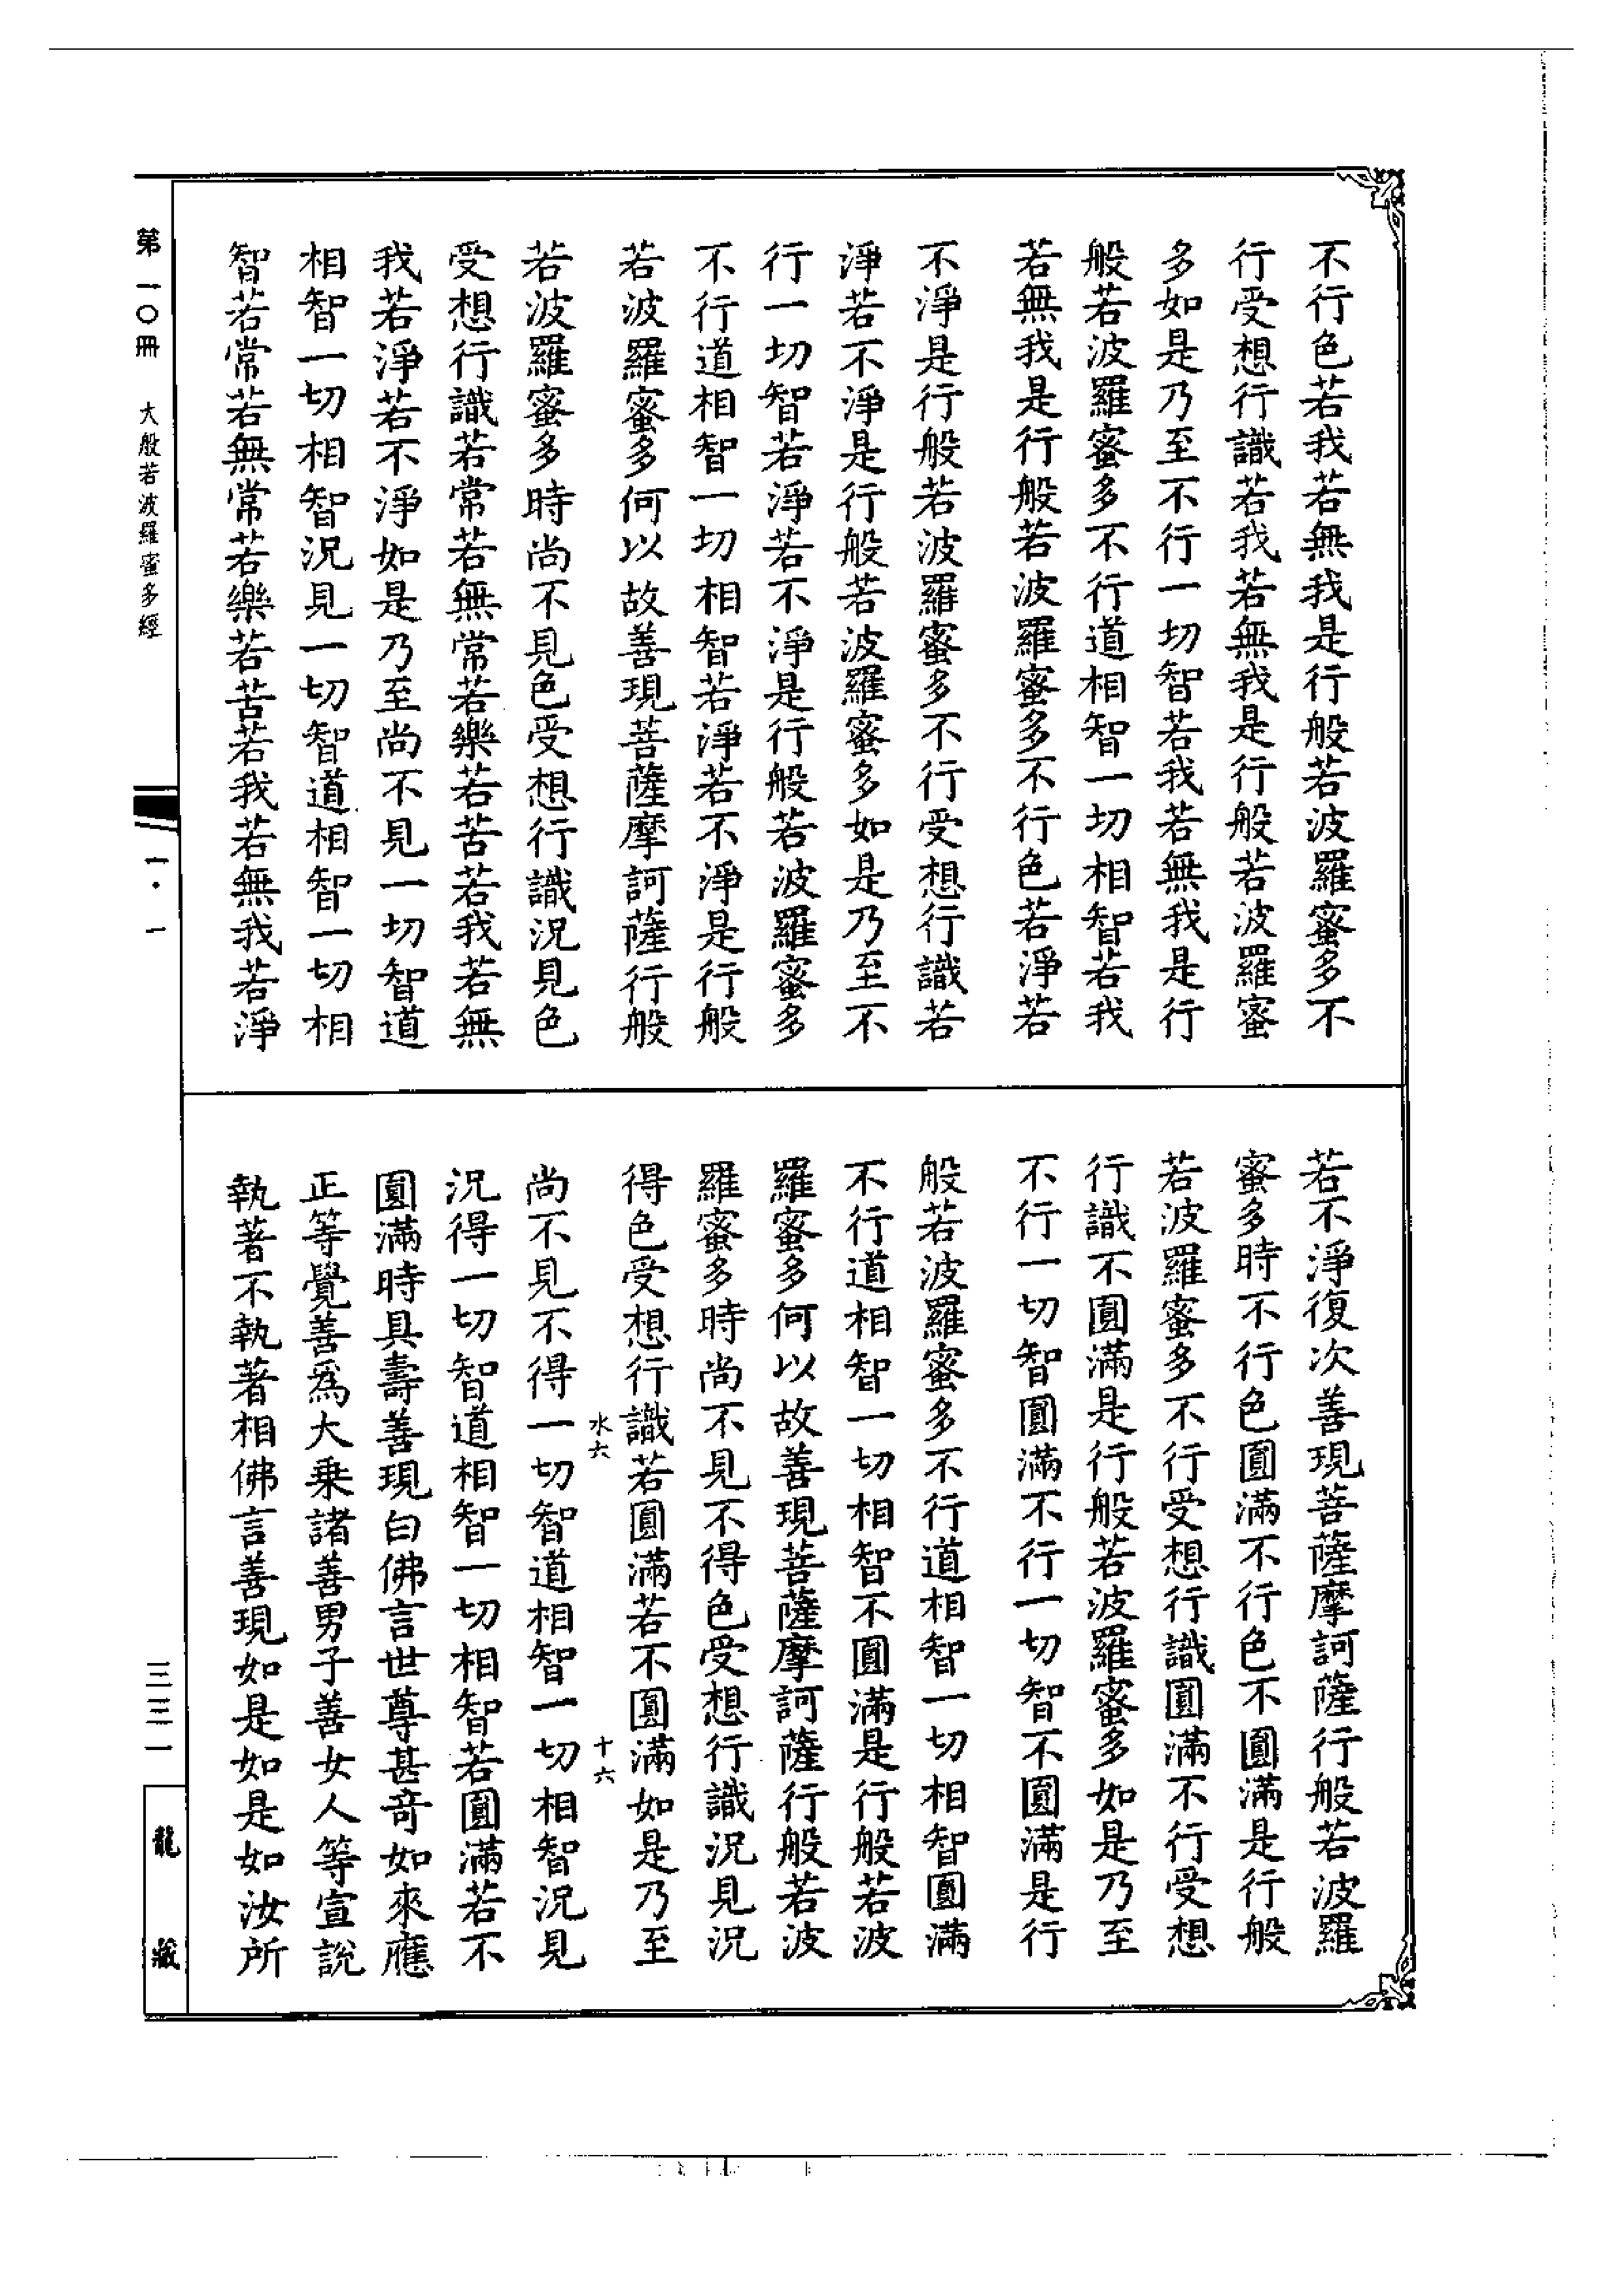 不行色若我若無我是行般若波羅蜜多不
行受想行識若我若無我是行般若波羅蜜
多如是乃至不行一切智若我若無我是行
般若波羅蜜多不行道相智一切相智若我
若無我是行般若波羅蜜多不行色若淨若
不淨是行般若波羅蜜多不行受想行識若
淨若不淨是行般若波羅蜜多如是乃至不
行一切智若淨若不淨是行般若波羅蜜多
不行道相智一切相智若淨若不淨是行般
若波羅蜜多何以故善現菩薩摩訶薩行般
若波羅蜜多時尚不見色受想行識況見色
受想行識若常若無常若樂若苦若我若無
我若淨若不淨如是乃至尚不見一切智道
相智一切相智況見一切智道相智一切相
智若常若無常若樂若苦若我若無我若淨
若不淨復次善現菩薩摩訶薩行般若波羅
蜜多時不行色圓滿不行色不圓滿是行般
若波羅蜜多不行受想行識圓滿不行受想
行識不圓滿是行般若波羅蜜多如是乃至
不行一切智圓滿不行一切智不圓滿是行
般若波羅蜜多不行道相智一切相智圓滿
不行道相智一切相智不圓滿是行般若波
羅蜜多何以故善現菩薩摩訶薩行般若波
羅蜜多時尚不見不得色受想行識況見況
得色受想行識若圓滿若不圓滿如是乃至
水六 十六
尚不見不得一切智道相智一切相智況見
況得一切智道相智一切相智若圓滿若不
圓滿時具壽善現白佛言世尊甚奇如來應
正等覺善爲大乘諸善男子善女人等宣說
執著不執著相佛言善現如是如是如汝所
第一〇冊 大般若波羅蜜多經
一·一
三三一
龍藏